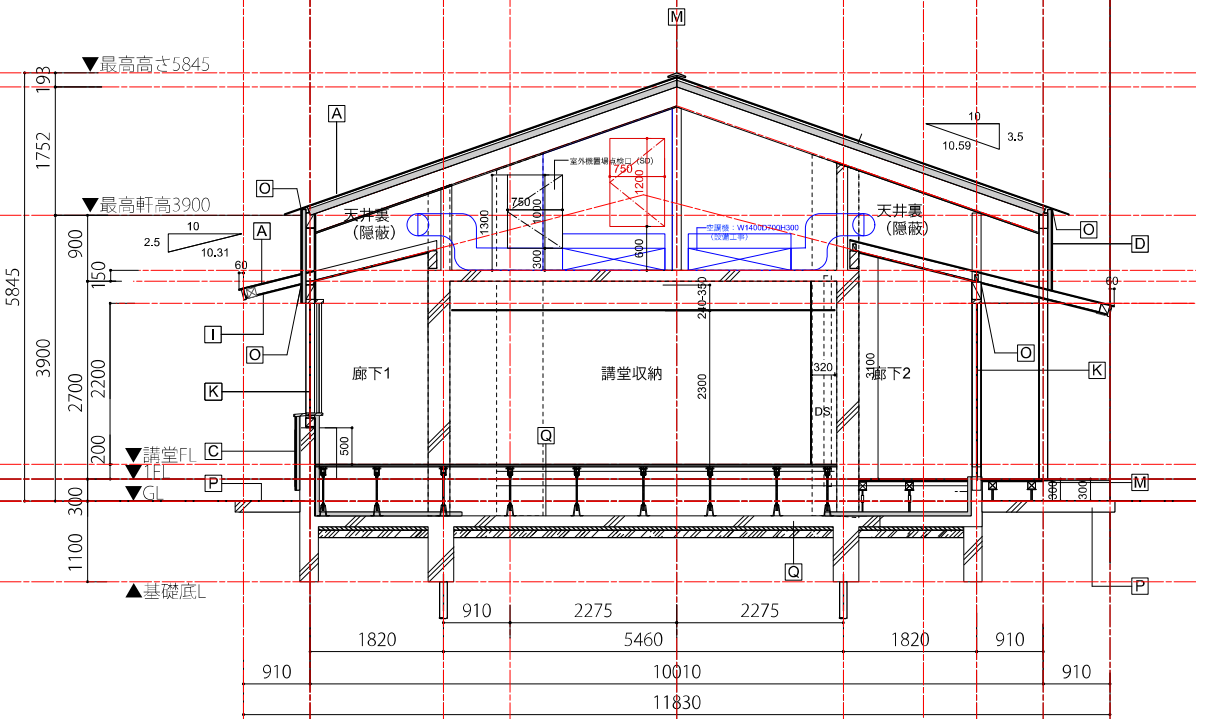 M
▼最高高さ5845
193
10
3.5
10.59
A
1752
室外機置場点検口（SD）
750
1200
750
1000
1300
O
▼最高軒高3900
天井裏
（隠蔽）
天井裏
（隠蔽）
空調機：W1400D700H300
（設備工事）
10
2.5
10.31
A
O
D
900
600
300
60
60
150
5845
240-350
I
O
O
3900
2700
2200
廊下1
講堂収納
320
廊下2
3100
K
K
2300
DS
500
Q
C
200
▼講堂FL
▼1FL
▼GL
P
M
300
300
300
1100
Q
P
▲基礎底L
910
2275
2275
1820
5460
1820
910
910
10010
910
11830